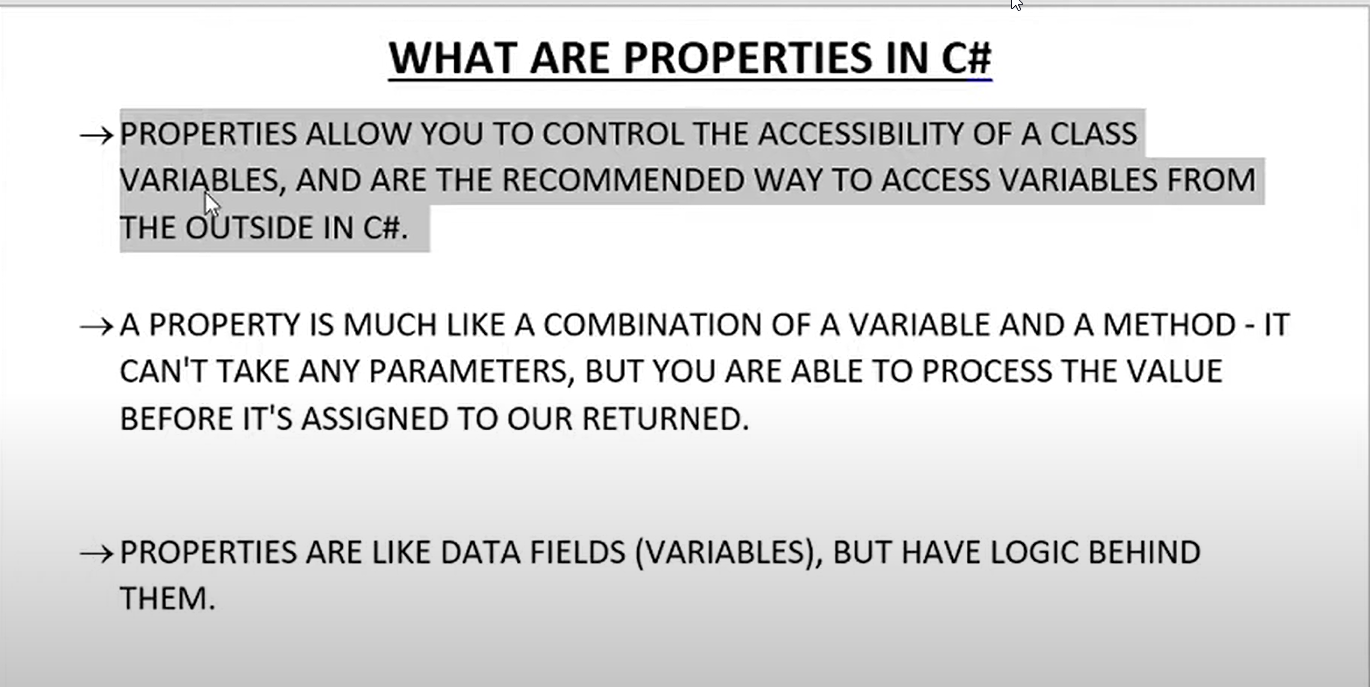 WHAT ARE PROPERTIES IN C#
→PROPERTIES ALLOW YOU TO CONTROL THE ACCESSIBILITY OF A CLASS
VARIABLES, AND ARE THE RECOMMENDED WAY TO ACCESS VARIABLES FROM
THE OUTSIDE IN C#.
→A PROPERTY IS MUCH LIKE A COMBINATION OF A VARIABLE AND A METHOD - IT
CAN'T TAKE ANY PARAMETERS, BUT YOU ARE ABLE TO PROCESS THE VALUE
BEFORE IT'S ASSIGNED TO OUR RETURNED.
→PROPERTIES ARE LIKE DATA FIELDS (VARIABLES), BUT HAVE LOGIC BEHIND
THEM.